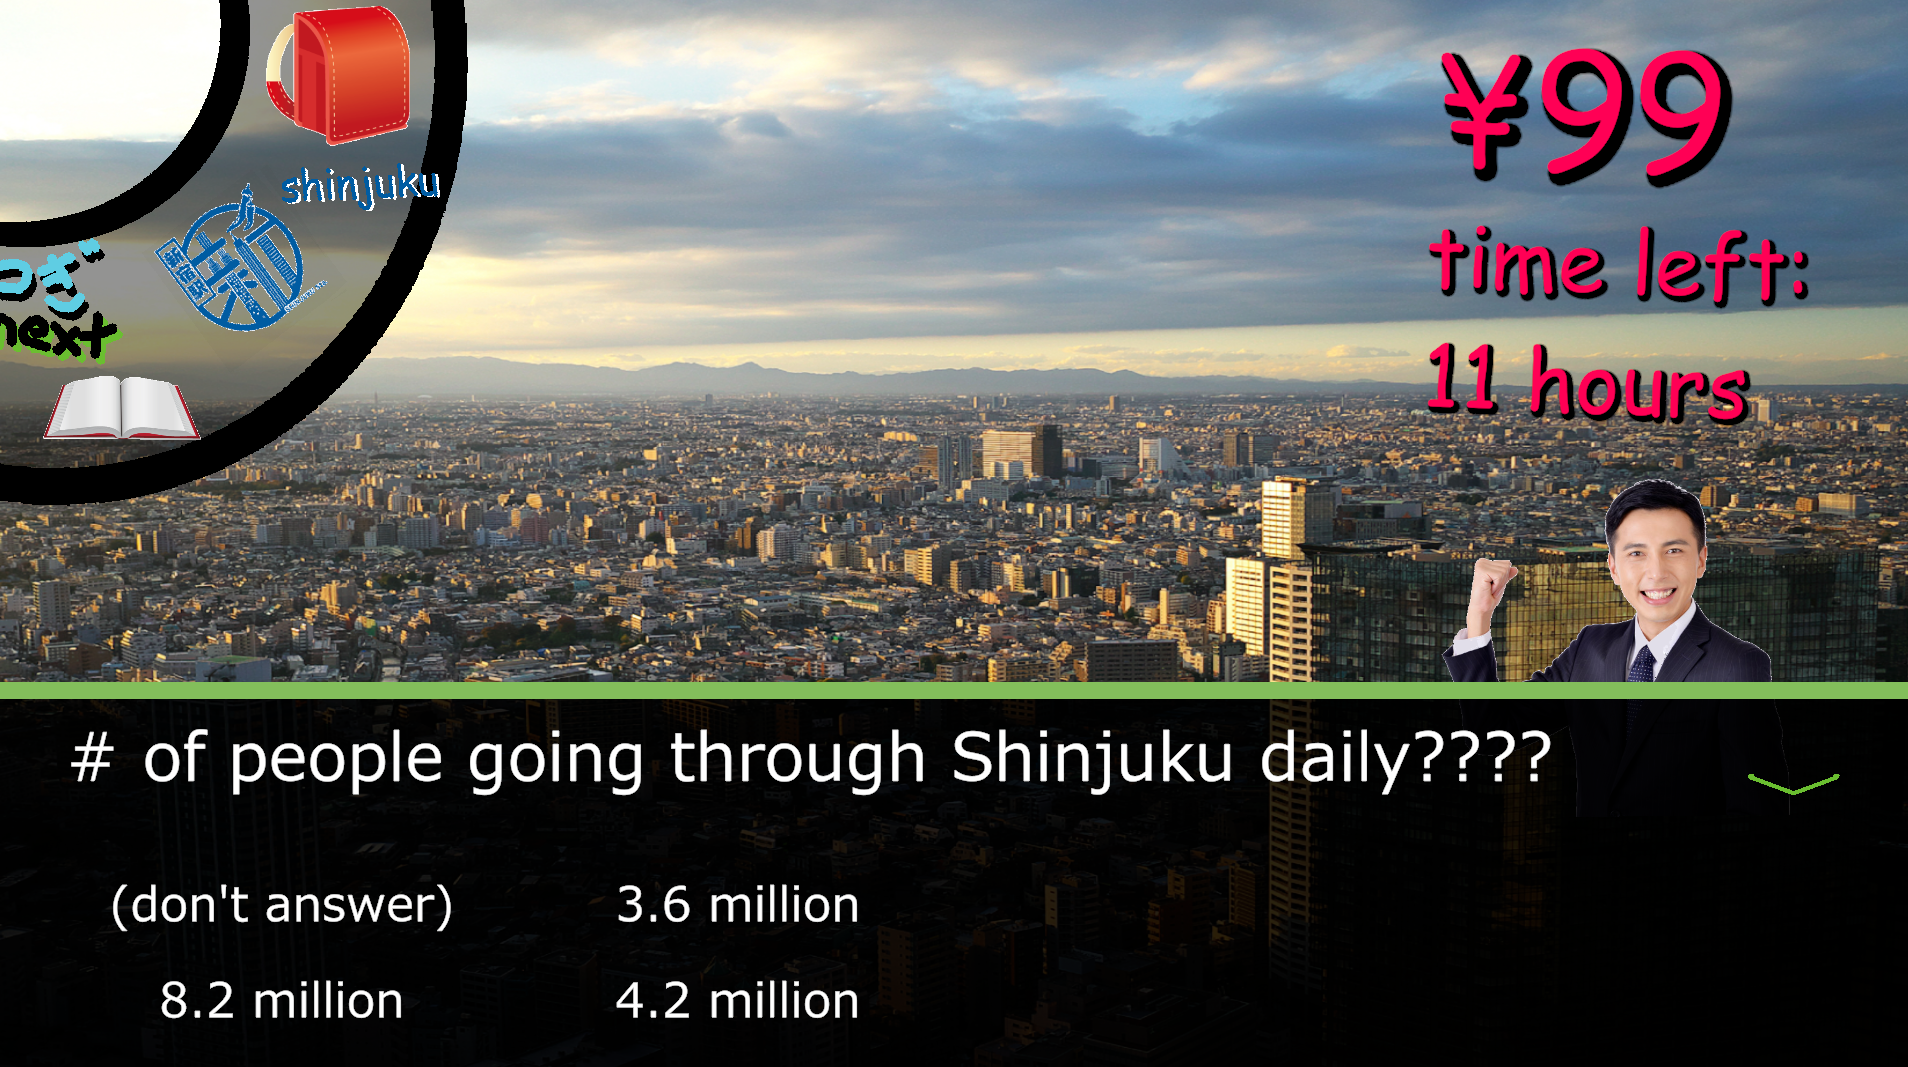 shinjuku
つぎ
next
¥99
time left:
11 hours
# of people going through Shinjuku daily????
(don't answer)
3.6 million
8.2 million
4.2 million